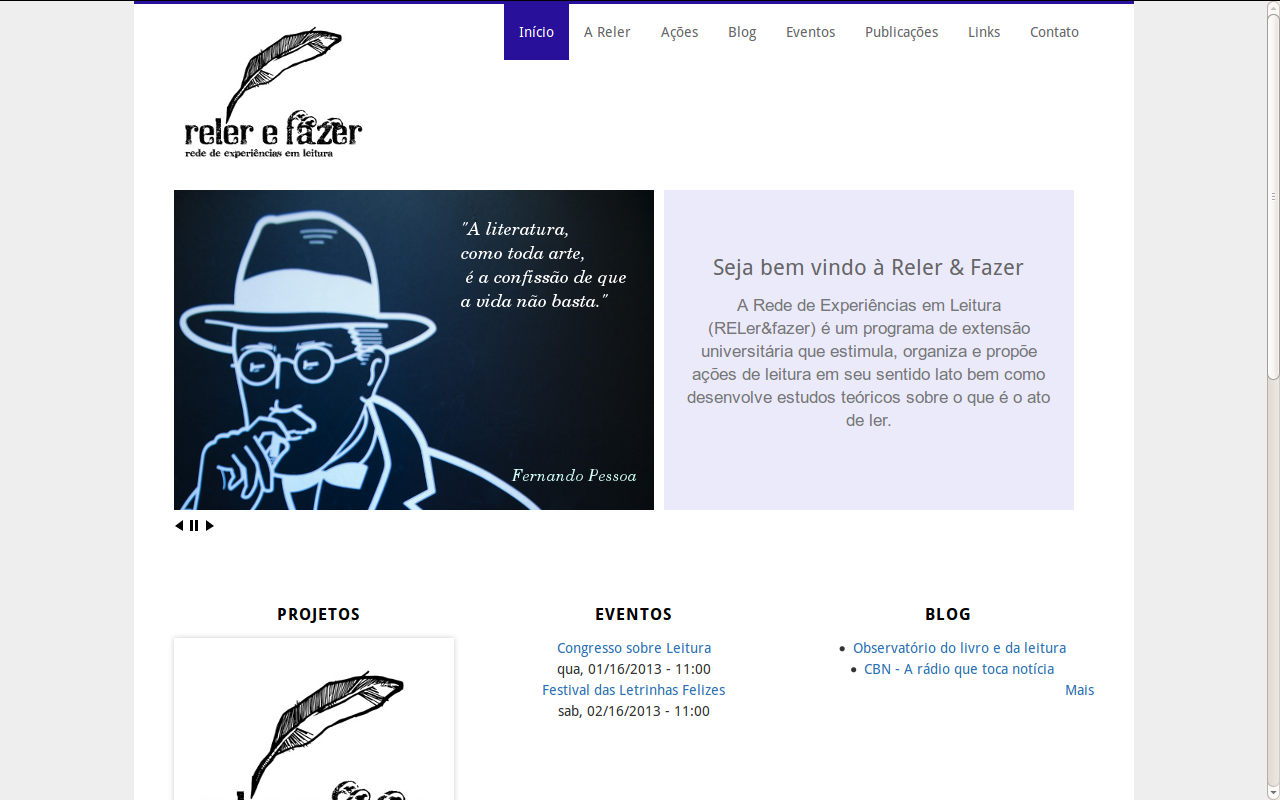 Início A Reler Ações Blog Eventos Publicações Links Contato
reler e fazer
rede de experiências em leitura
"A literatura,
como toda arte,
é a confissão de que
a vida não basta."
Fernando Pessoa
Seja bem vindo à Reler & Fazer
A Rede de Experiências em Leitura
(RELer&fazer) é um programa de extensão
universitária que estimula, organiza e propõe
ações de leitura em seu sentido lato bem como
desenvolve estudos teóricos sobre o que é o ato
de ler.
PROJETOS
EVENTOS
Congresso sobre Leitura
qua, 01/16/2013 - 11:00
Festival das Letrinhas Felizes
sab, 02/16/2013 - 11:00
BLOG
Observatório do livro e da leitura
CBN - A rádio que toca notícia
Mais